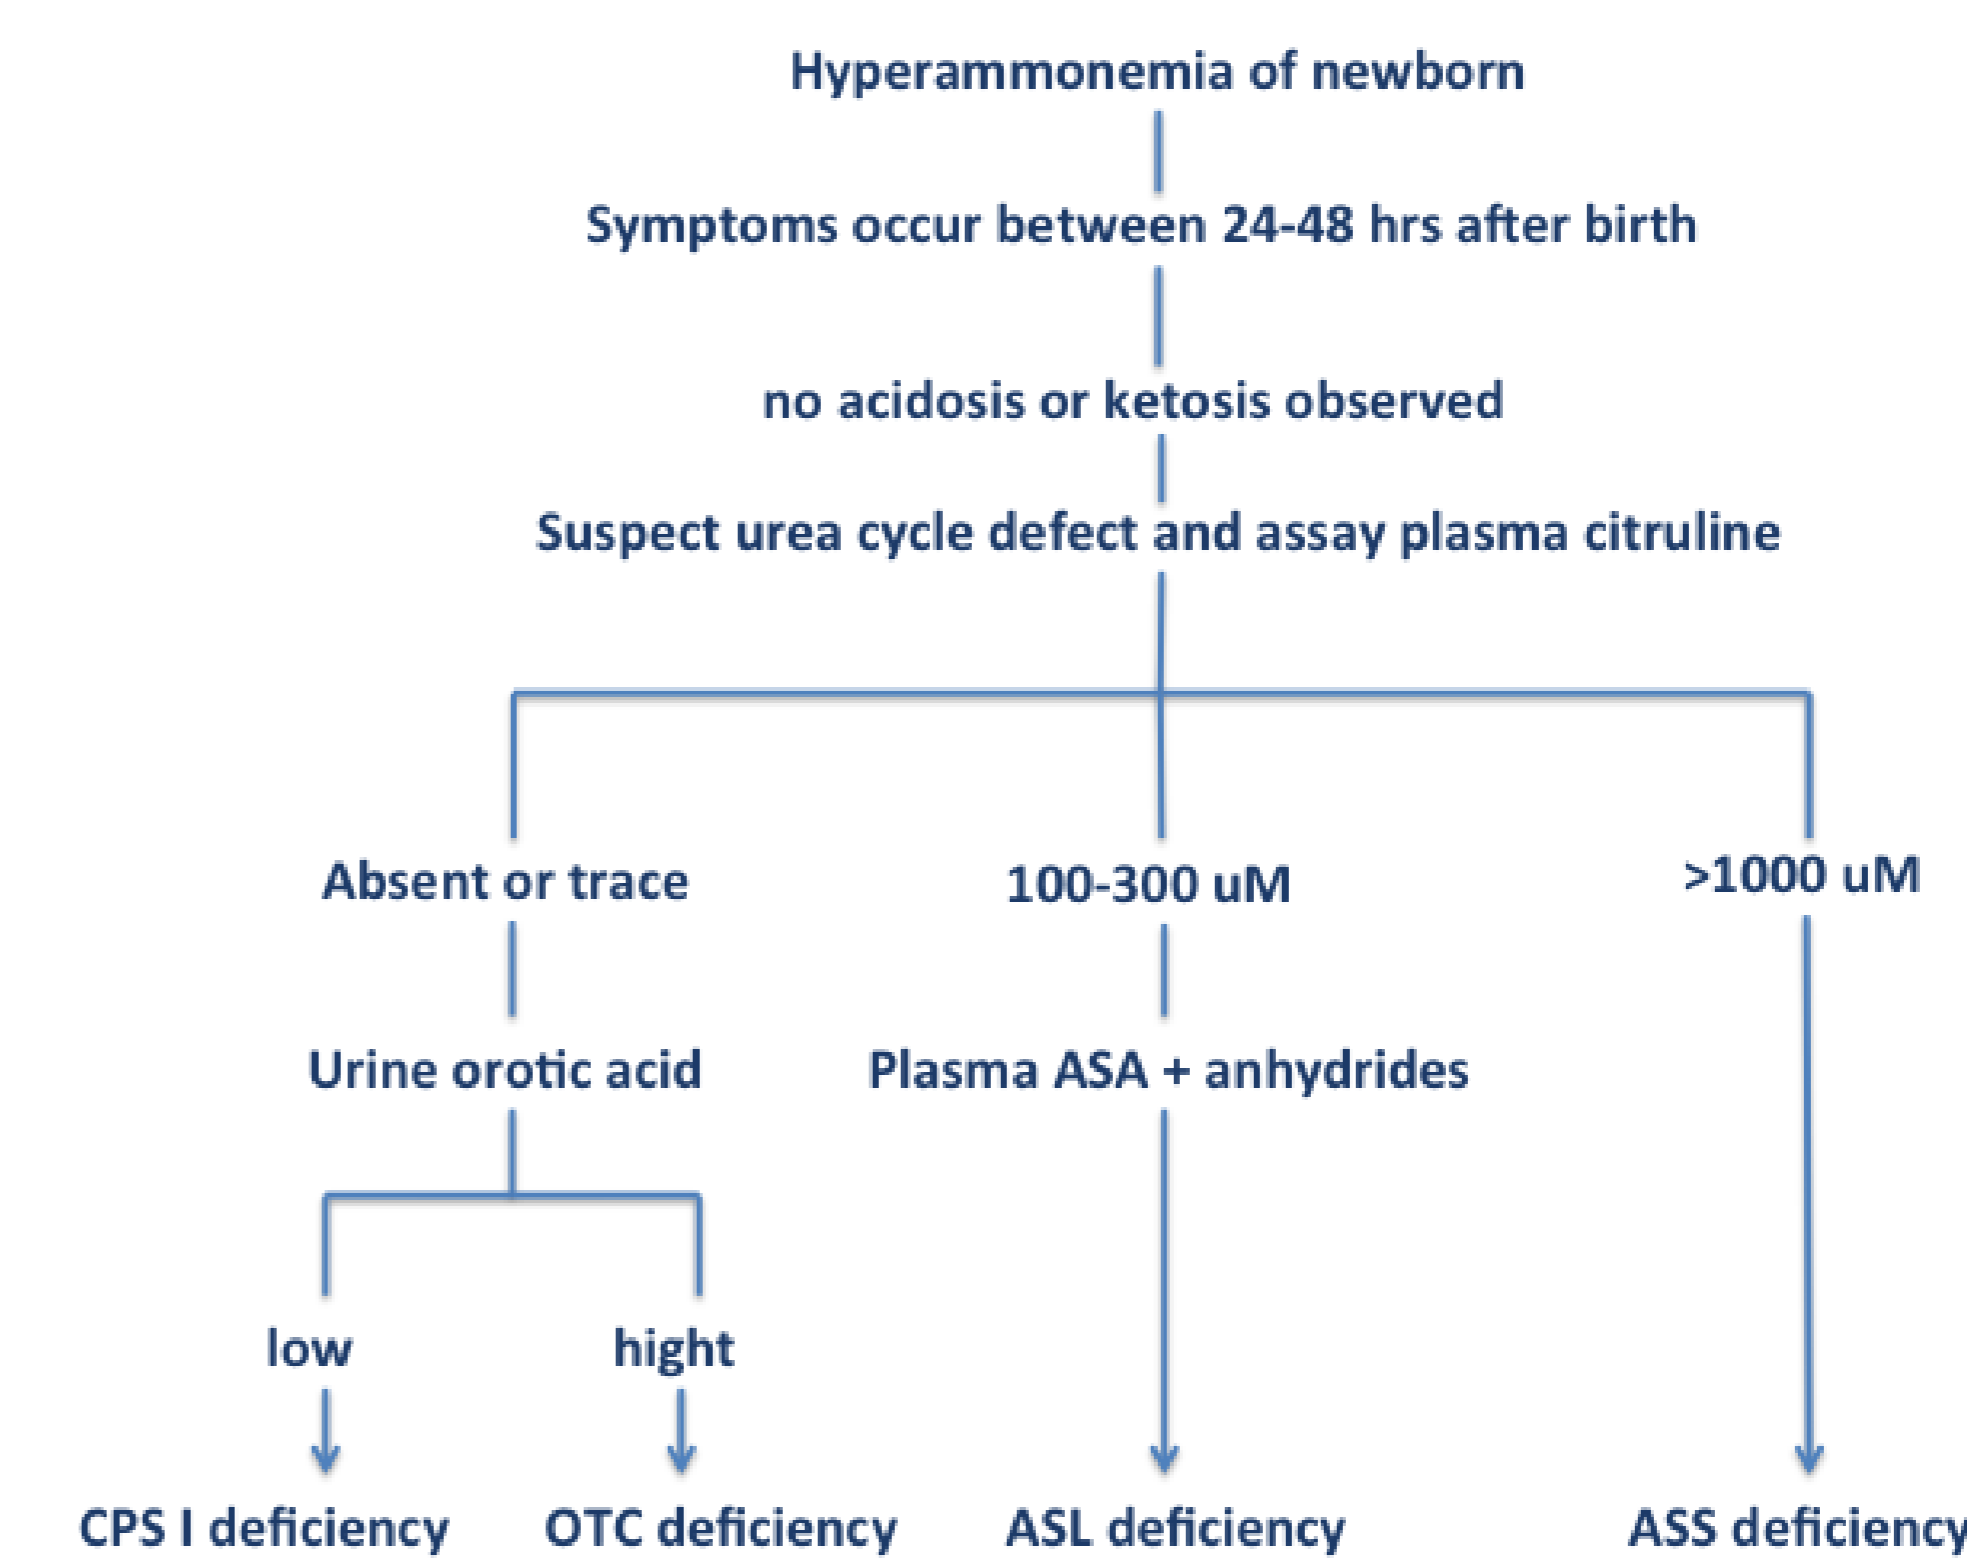 Hyperammonemia of newborn
Symptoms occur between 24-48 hrs after birth
no acidosis or ketosis observed
Suspect urea cycle defect and assay plasma citruline
Absent or trace
100-300 uM
>1000 uM
Urine orotic acid
Plasma ASA + anhydrides
low
hight
CPS I deficiency
OTC deficiency
ASL deficiency
ASS deficiency